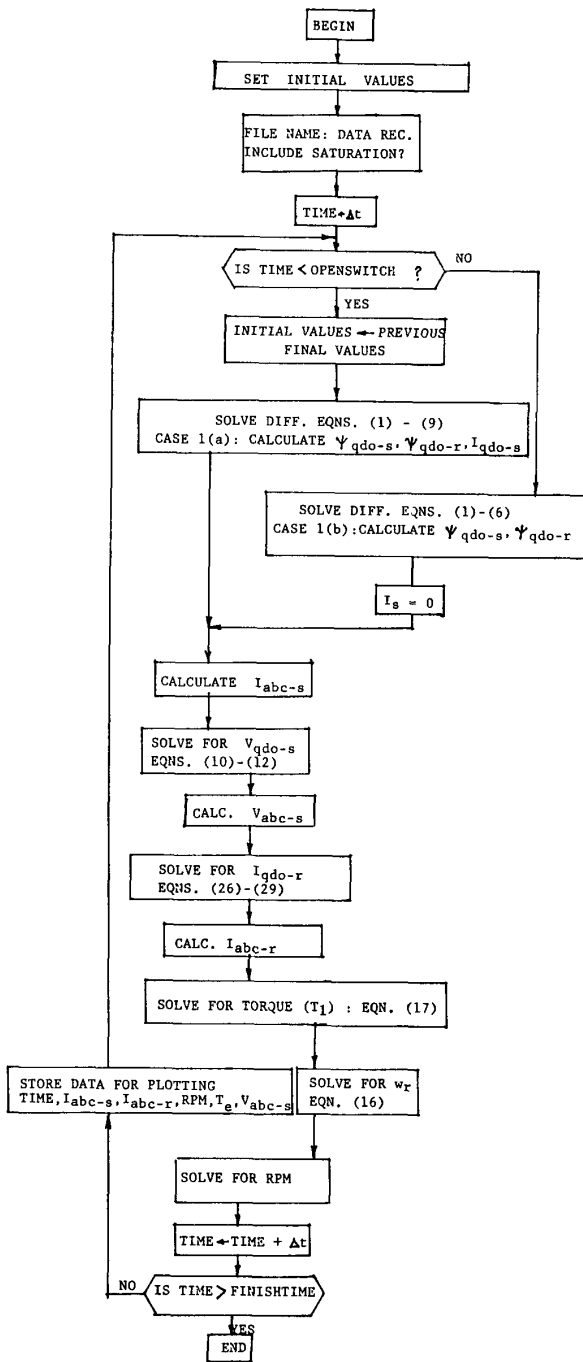 BEGIN
SET INITIAL VALUES
FILE NAME: DATA REC.
INCLUDE SATURATION?
TIME←Δt
IS TIME < OPENSWITCH ?
NO
YES
INITIAL VALUES ← PREVIOUS
FINAL VALUES
SOLVE DIFF. EQNS. (1) - (9)
CASE 1(a): CALCULATE Ψqdo-s, Ψqdo-r, Iqdo-s
SOLVE DIFF. EQNS. (1)-(6)
CASE 1(b):CALCULATE Ψqdo-s, Ψqdo-r
Is = 0
CALCULATE Iabc-s
SOLVE FOR Vqdo-s
EQNS. (10)-(12)
CALC. Vabc-s
SOLVE FOR Iqdo-r
EQNS. (26)-(29)
CALC. Iabc-r
SOLVE FOR TORQUE (T1) : EQN. (17)
STORE DATA FOR PLOTTING
TIME,Iabc-s,Iabc-r,RPM,Te,Vabc-s
SOLVE FOR wr
EQN. (16)
SOLVE FOR RPM
TIME←TIME + Δt
NO
IS TIME > FINISHTIME
YES
END